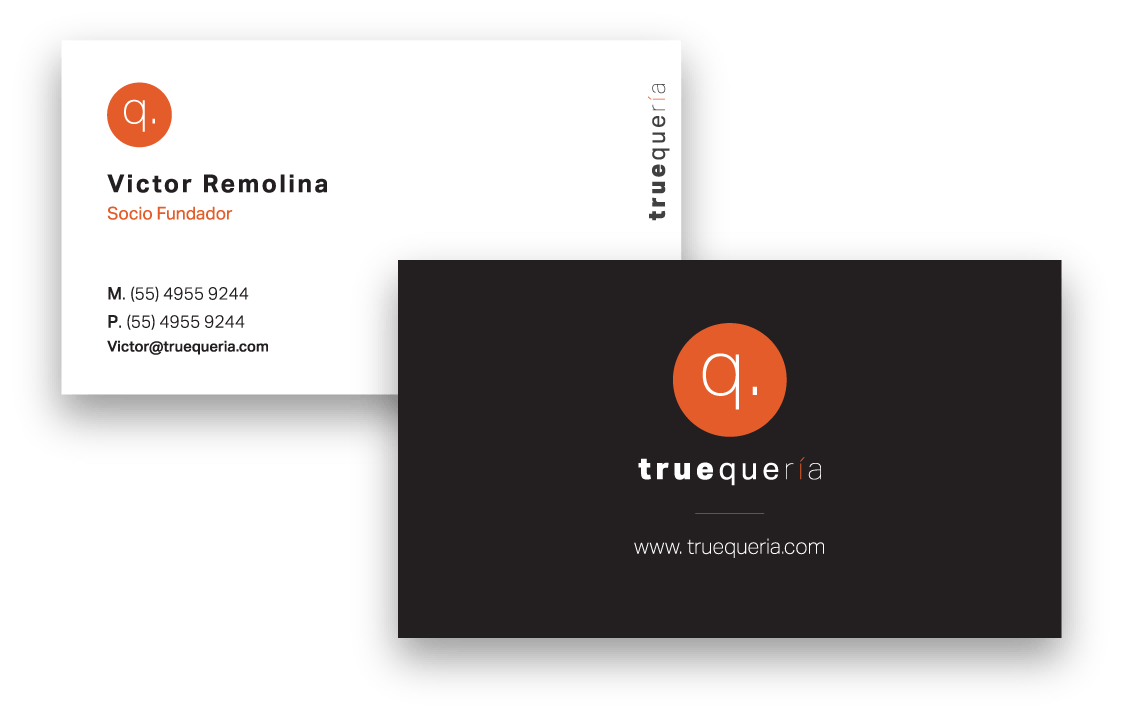 q.
Victor Remolina
Socio Fundador
M. (55) 4955 9244
P. (55) 4955 9244
Victor@truequeria.com
truequería
q.
truequería
www. truequeria.com